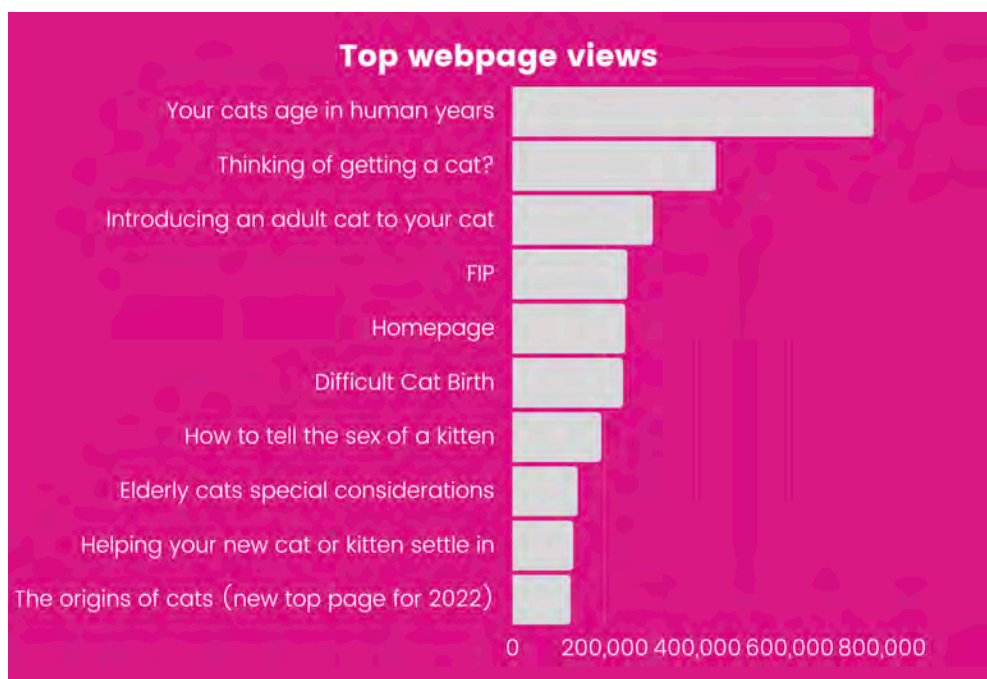 Top webpage views
Your cats age in human years
Thinking of getting a cat?
Introducing an adult cat to your cat
FIP
Homepage
Difficult Cat Birth
How to tell the sex of a kitten
Elderly cats special considerations
Helping your new cat or kitten settle in
The origins of cats (new top page for 2022)
0 200,000 400,000 600,000 800,000